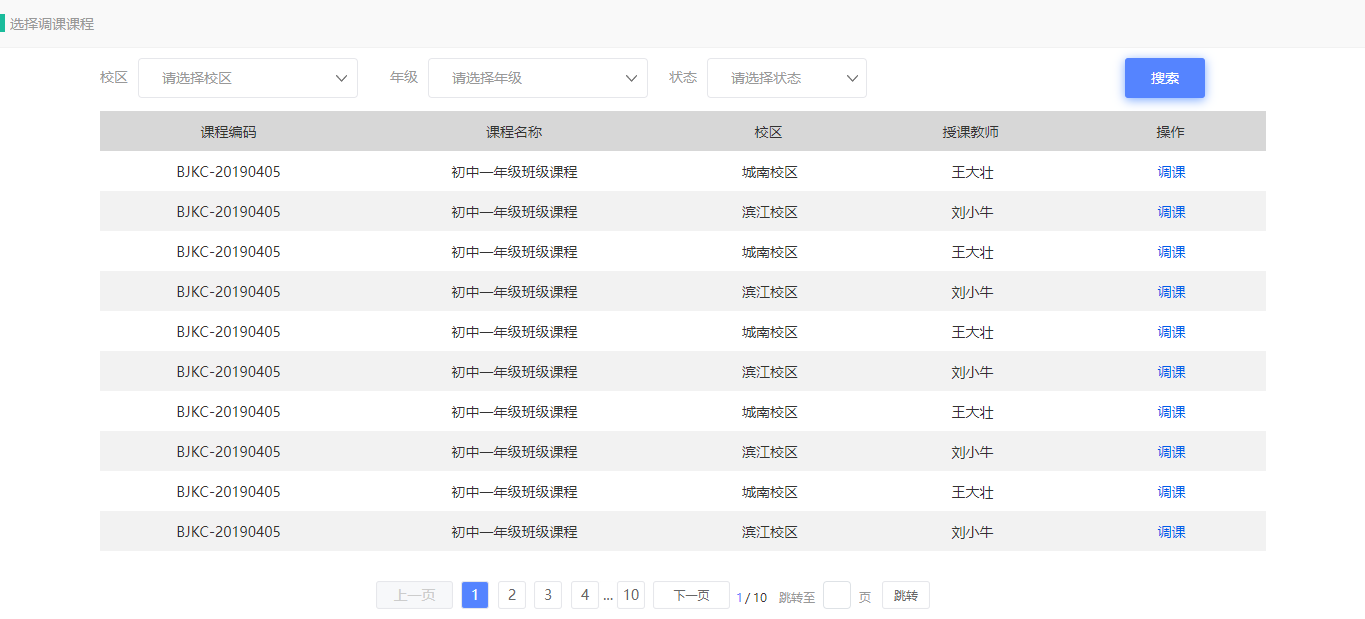 选择调课课程
校区 请选择校区 年级 请选择年级 状态 请选择状态 搜索
课程编码 课程名称 校区 授课教师 操作
BJKC-20190405 初中一年级班级课程 城南校区 王大壮 调课
BJKC-20190405 初中一年级班级课程 滨江校区 刘小牛 调课
BJKC-20190405 初中一年级班级课程 城南校区 王大壮 调课
BJKC-20190405 初中一年级班级课程 滨江校区 刘小牛 调课
BJKC-20190405 初中一年级班级课程 城南校区 王大壮 调课
BJKC-20190405 初中一年级班级课程 滨江校区 刘小牛 调课
BJKC-20190405 初中一年级班级课程 城南校区 王大壮 调课
BJKC-20190405 初中一年级班级课程 滨江校区 刘小牛 调课
BJKC-20190405 初中一年级班级课程 城南校区 王大壮 调课
BJKC-20190405 初中一年级班级课程 滨江校区 刘小牛 调课
上一页 1 2 3 4 ... 10 下一页 1 / 10 跳转至 页 跳转